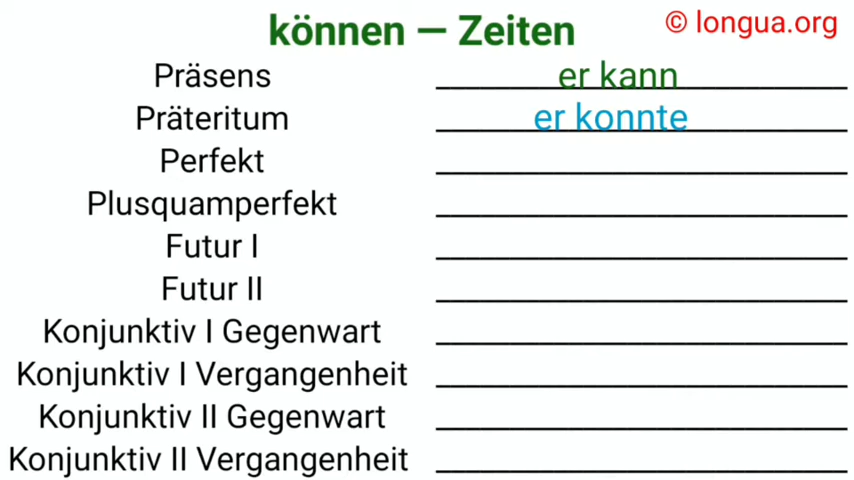 können – Zeiten
© longua.org
Präsens er kann
Präteritum er konnte
Perfekt
Plusquamperfekt
Futur I
Futur II
Konjunktiv I Gegenwart
Konjunktiv I Vergangenheit
Konjunktiv II Gegenwart
Konjunktiv II Vergangenheit